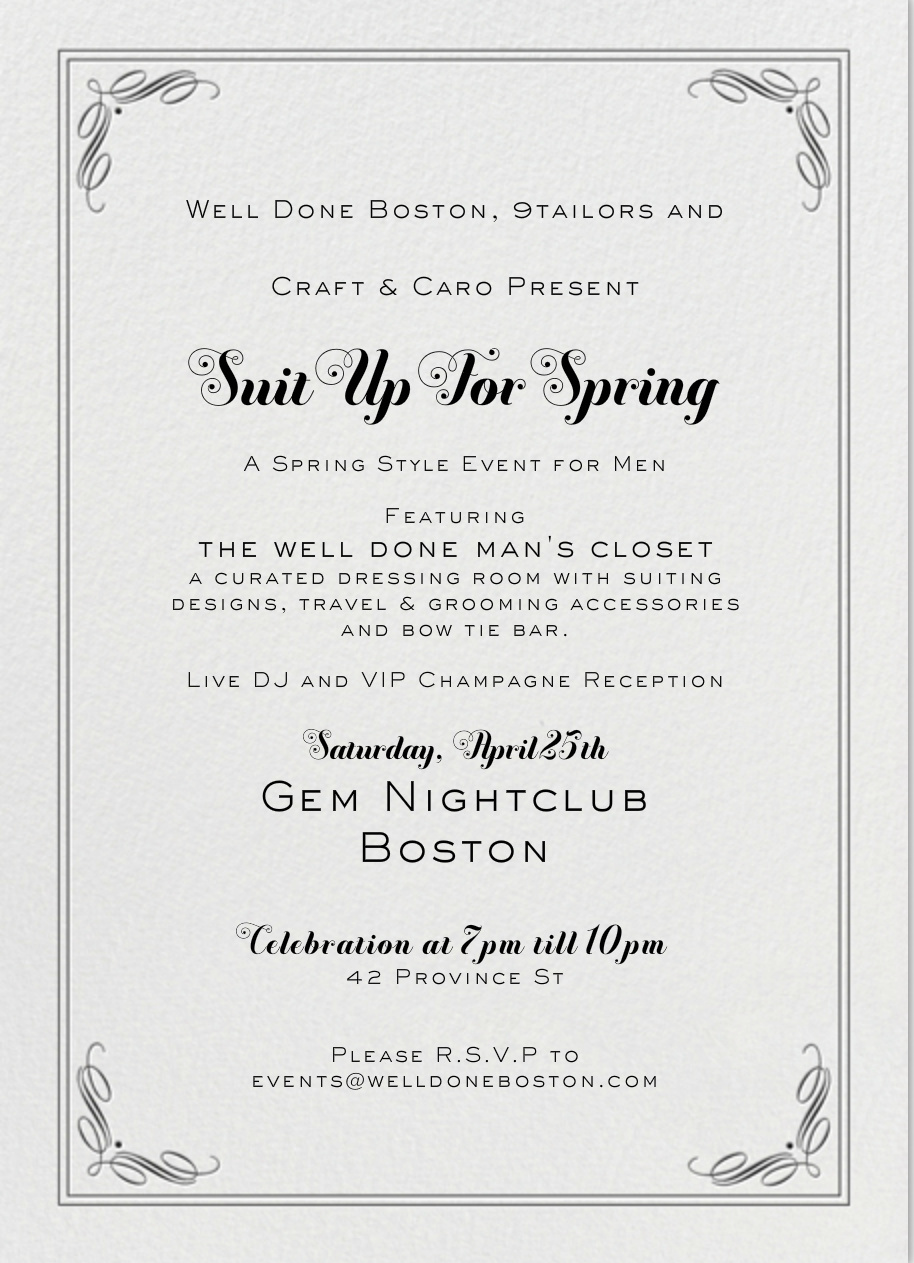 Well Done Boston, 9tailors and
Craft & Caro Present
Suit Up For Spring
A Spring Style Event for Men
Featuring
THE WELL DONE MAN'S CLOSET
A CURATED DRESSING ROOM WITH SUITING
DESIGNS, TRAVEL & GROOMING ACCESSORIES
AND BOW TIE BAR.
Live DJ and VIP Champagne Reception
Saturday, April 25th
Gem Nightclub
Boston
Celebration at 7pm till 10pm
42 Province St
Please R.S.V.P to
events@welldoneboston.com